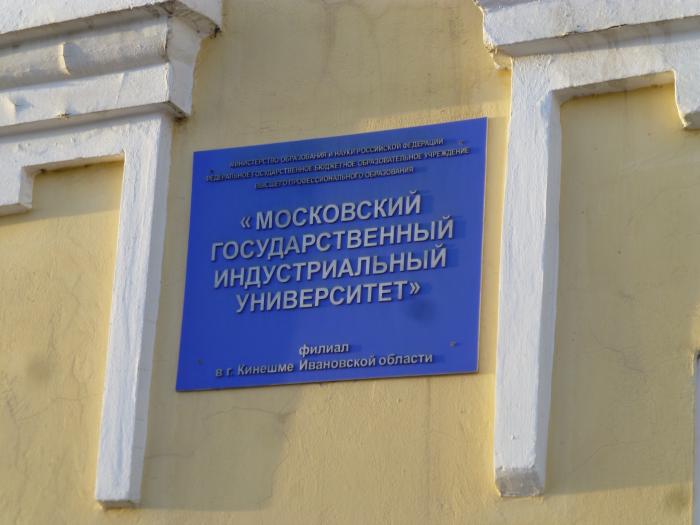 МИНИСТЕРСТВО ОБРАЗОВАНИЯ И НАУКИ РОССИЙСКОЙ ФЕДЕРАЦИИ
ФЕДЕРАЛЬНОЕ ГОСУДАРСТВЕННОЕ БЮДЖЕТНОЕ ОБРАЗОВАТЕЛЬНОЕ УЧРЕЖДЕНИЕ
ВЫСШЕГО ПРОФЕССИОНАЛЬНОГО ОБРАЗОВАНИЯ
«МОСКОВСКИЙ
ГОСУДАРСТВЕННЫЙ
ИНДУСТРИАЛЬНЫЙ
УНИВЕРСИТЕТ»
филиал
в г. Кинешме Ивановской области